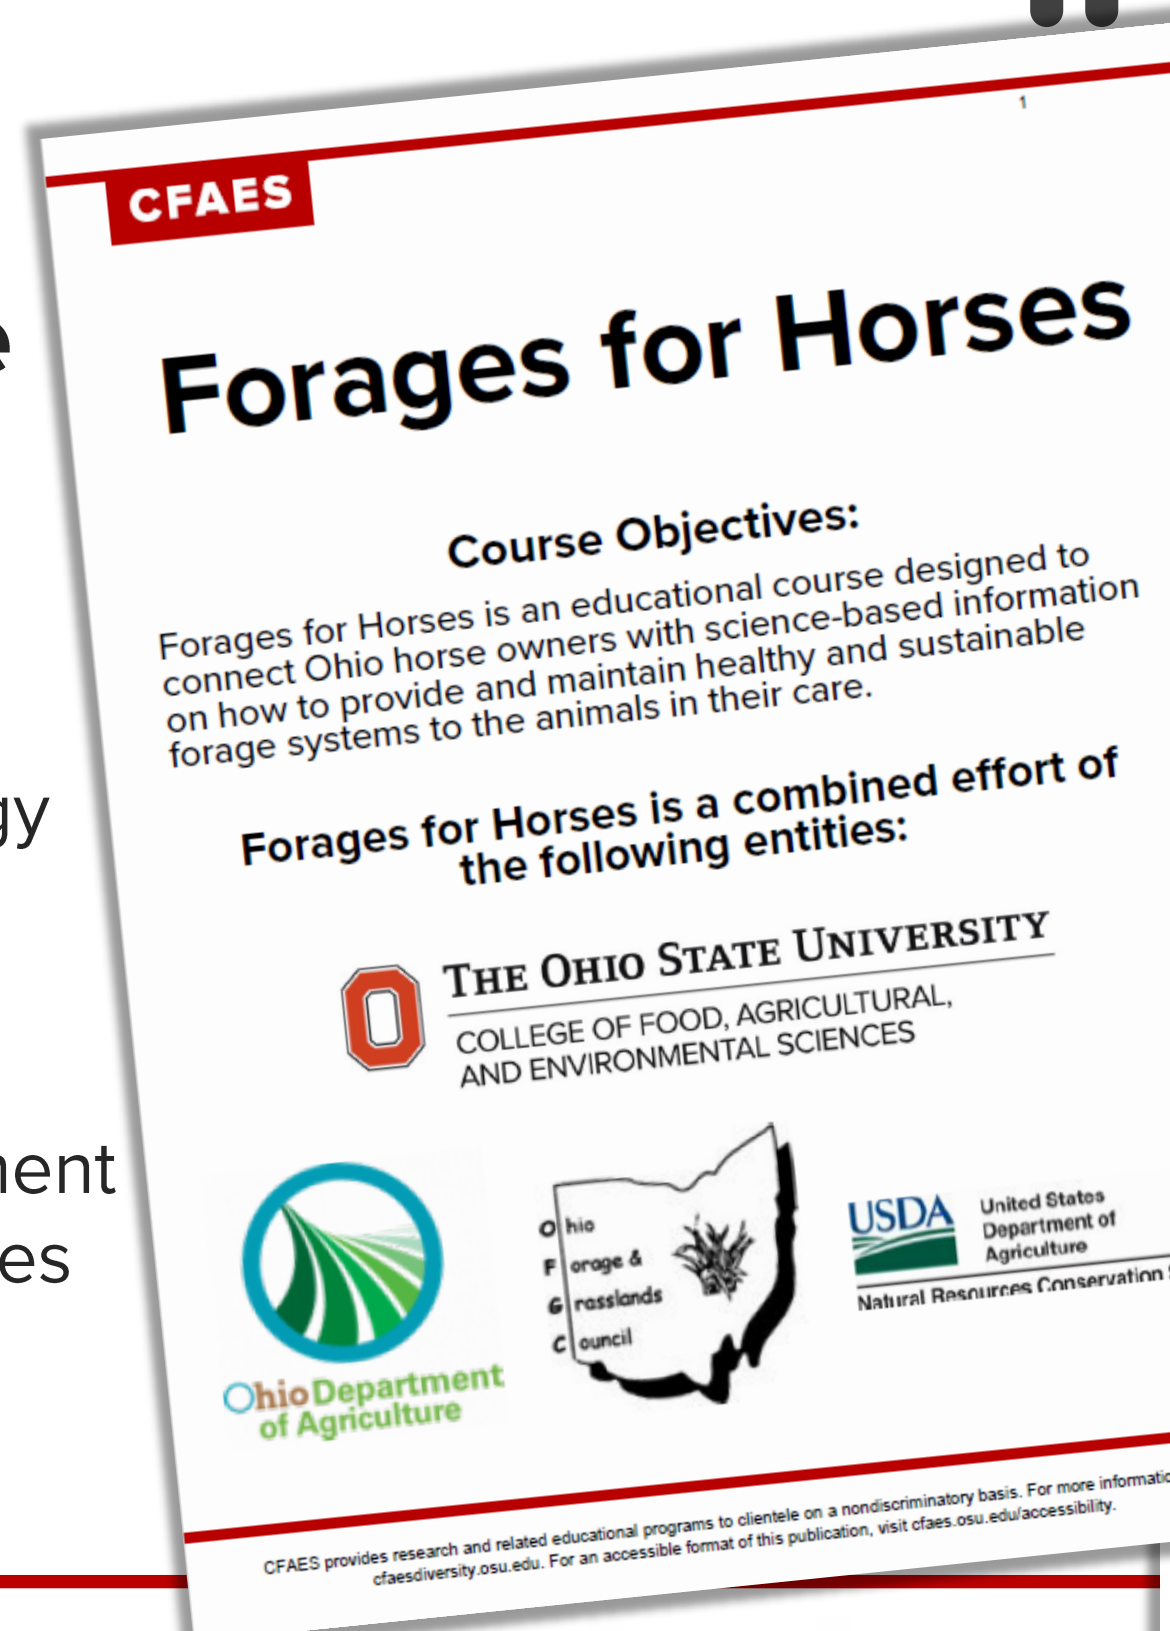 1
CFAES
Forages for Horses
Course Objectives:
Forages for Horses is an educational course designed to
connect Ohio horse owners with science-based information
on how to provide and maintain healthy and sustainable
forage systems to the animals in their care.
Forages for Horses is a combined effort of
the following entities:
THE OHIO STATE UNIVERSITY
COLLEGE OF FOOD, AGRICULTURAL,
AND ENVIRONMENTAL SCIENCES
Ohio Department
of Agriculture
Ohio
Forage &
Grasslands
Council
USDA
United States
Department of
Agriculture
Natural Resources Conservation
CFAES provides research and related educational programs to clientele on a nondiscriminatory basis. For more
cfaesdiversity.osu.edu. For an accessible format of this publication, visit cfaes.osu.edu/accessibility.